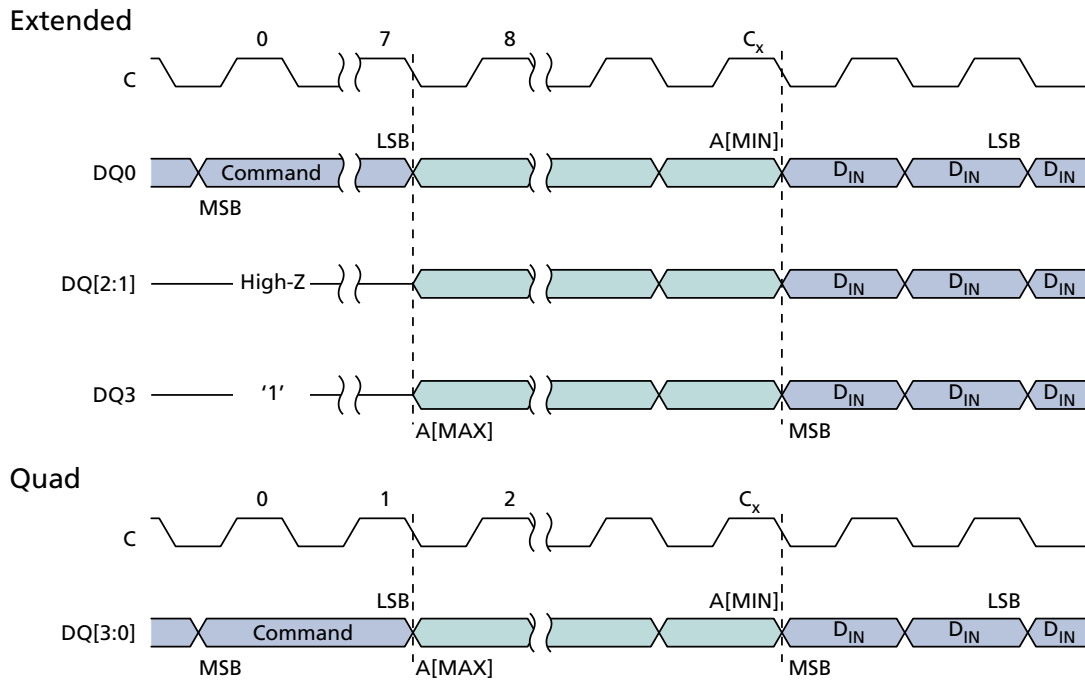 Extended
0 7 8 Cx
C
LSB A[MIN] LSB
DQ0 Command DIN DIN DIN
MSB
DQ[2:1] High-Z DIN DIN DIN
DQ3 '1' DIN DIN DIN
A[MAX] MSB
Quad
0 1 2 Cx
C
LSB A[MIN] LSB
DQ[3:0] Command DIN DIN DIN
MSB A[MAX] MSB